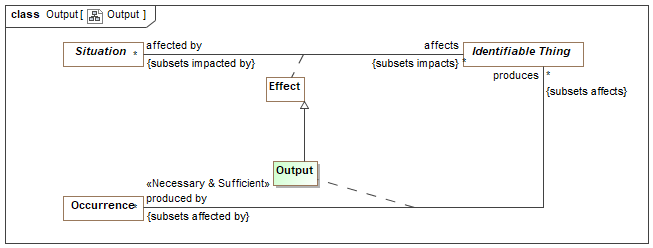 class Output [ Output ]
Situation
*
affected by
{subsets impacted by}
affects
{subsets impacts}
*
Identifiable Thing
produces
*
{subsets affects}
Effect
Output
«Necessary & Sufficient»
produced by
Occurrence
*
{subsets affected by}